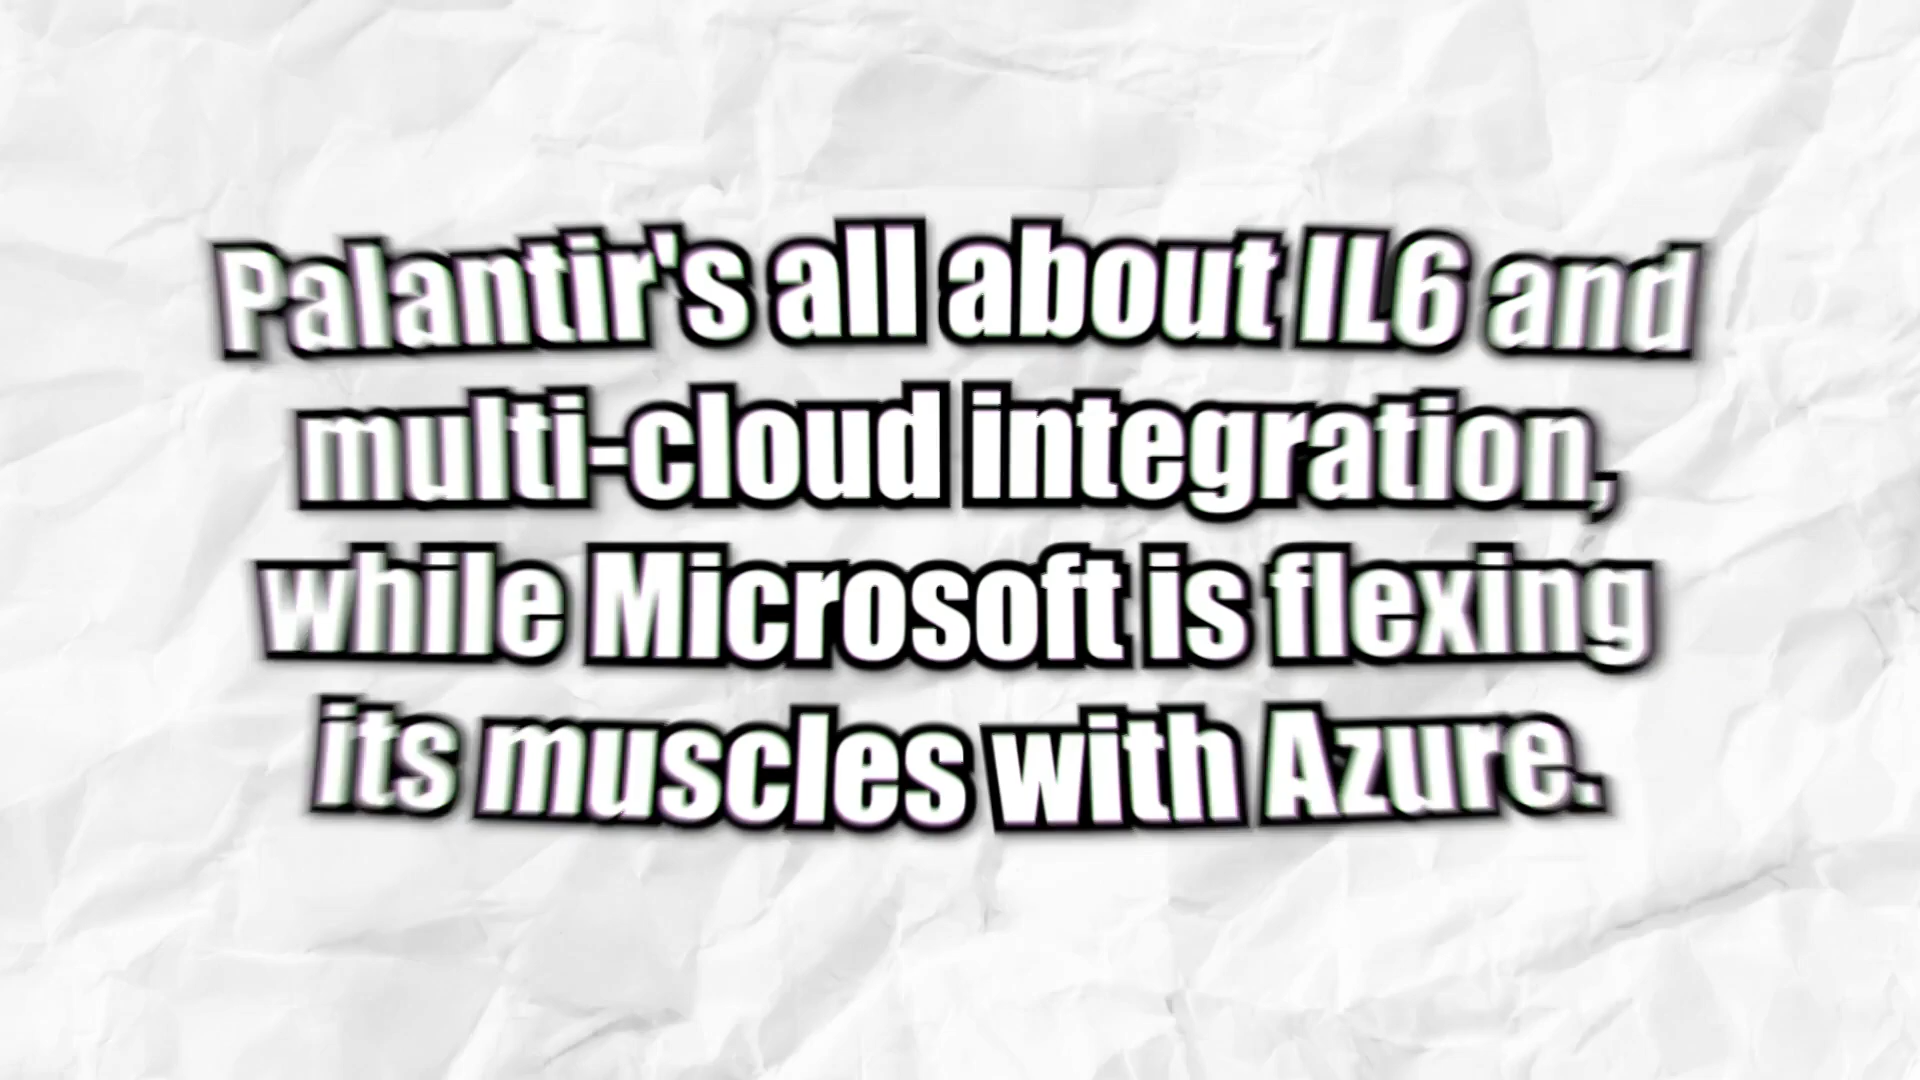 Palantir's all about IL6 and
multi-cloud integration,
while Microsoft is flexing
its muscles with Azure.